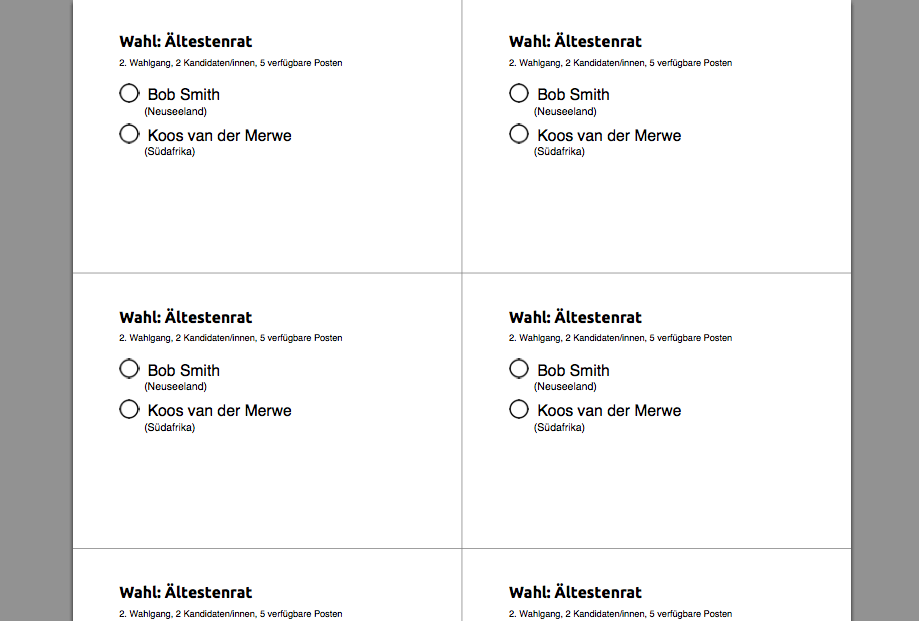 Wahl: Ältestenrat
2. Wahlgang, 2 Kandidaten/innen, 5 verfügbare Posten
Bob Smith
(Neuseeland)
Koos van der Merwe
(Südafrika)
Wahl: Ältestenrat
2. Wahlgang, 2 Kandidaten/innen, 5 verfügbare Posten
Bob Smith
(Neuseeland)
Koos van der Merwe
(Südafrika)
Wahl: Ältestenrat
2. Wahlgang, 2 Kandidaten/innen, 5 verfügbare Posten
Bob Smith
(Neuseeland)
Koos van der Merwe
(Südafrika)
Wahl: Ältestenrat
2. Wahlgang, 2 Kandidaten/innen, 5 verfügbare Posten
Bob Smith
(Neuseeland)
Koos van der Merwe
(Südafrika)
Wahl: Ältestenrat
2. Wahlgang, 2 Kandidaten/innen, 5 verfügbare Posten
Wahl: Ältestenrat
2. Wahlgang, 2 Kandidaten/innen, 5 verfügbare Posten